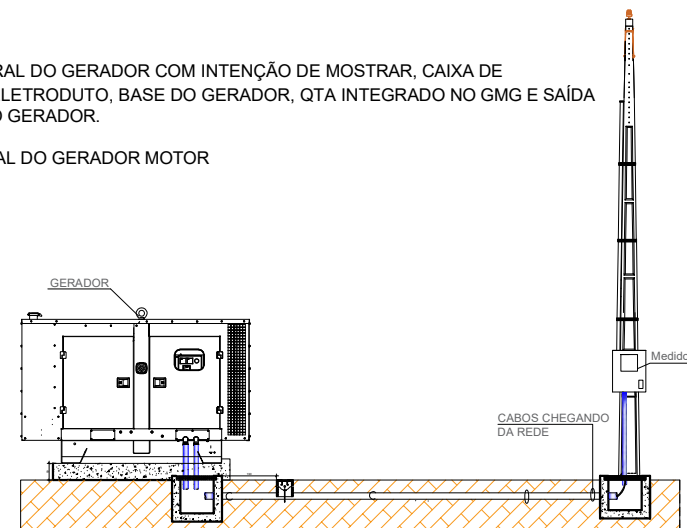 RAL DO GERADOR COM INTENÇÃO DE MOSTRAR, CAIXA DE
LETRODUTO, BASE DO GERADOR, QTA INTEGRADO NO GMG E SAÍDA
O GERADOR.
AL DO GERADOR MOTOR
GERADOR
Medido
CABOS CHEGANDO
DA REDE